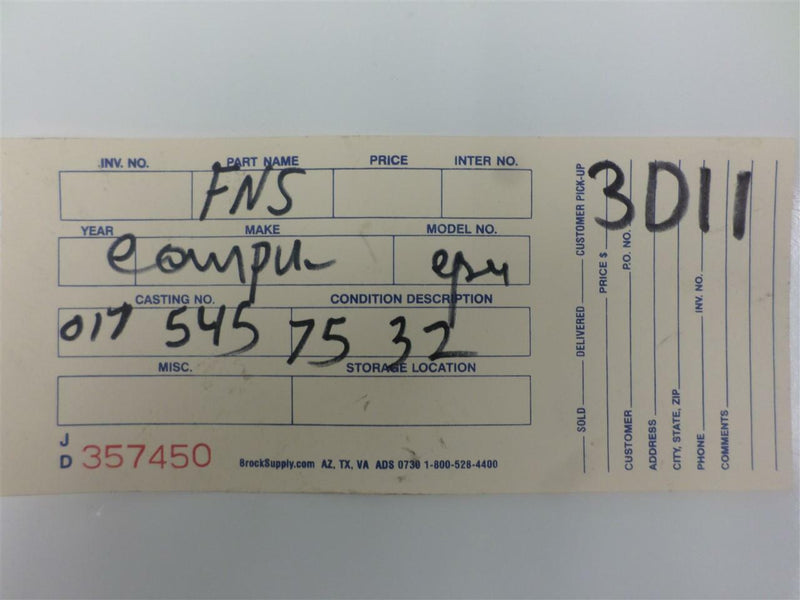 INV. NO. PART NAME PRICE INTER NO.
FNS
YEAR MAKE MODEL NO.
Compu-
CASTING NO. CONDITION DESCRIPTION
017 545 75 32
MISC. STORAGE LOCATION
J
D 357450 BrockSupply.com AZ, TX, VA ADS 0730 1-800-528-4400
SOLD DELIVERED CUSTOMER PICK-UP
PRICE $
CUSTOMER P.O. NO.
ADDRESS
CITY, STATE, ZIP
PHONE INV. NO.
COMMENTS
3D11